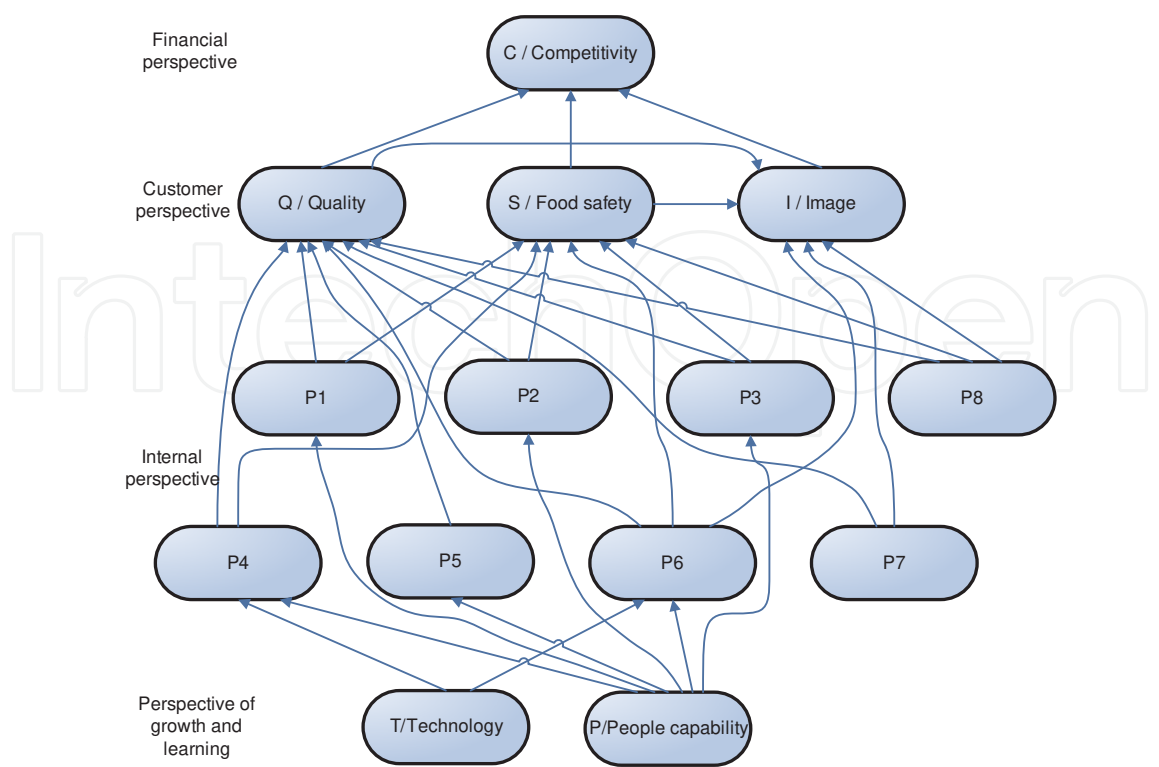 Financial
perspective
C / Competitivity
Customer
perspective
Q / Quality
S / Food safety
I / Image
IntechOpen
P1
P2
P3
P8
Internal
perspective
P4
P5
P6
P7
Perspective of
growth and
learning
T/Technology
P/People capability